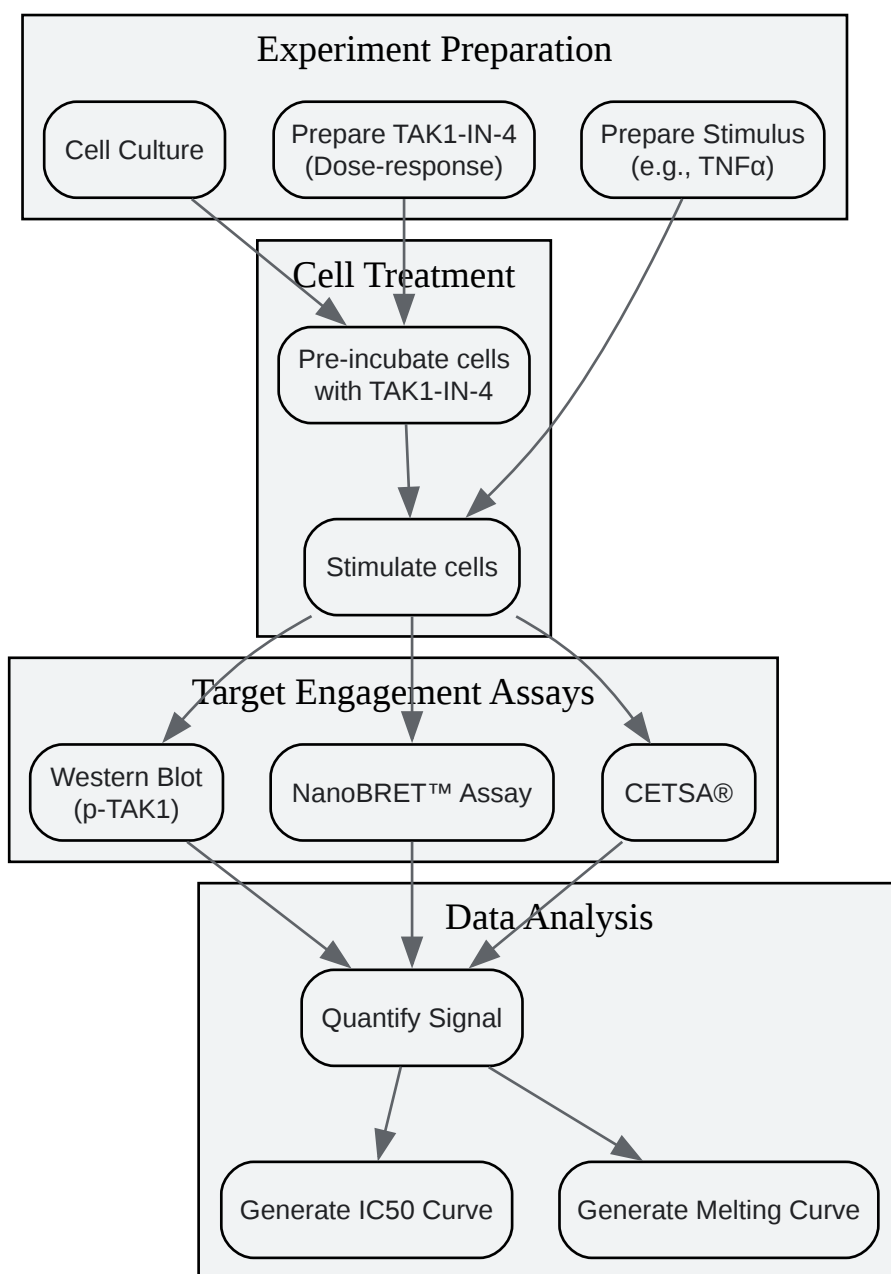 Experiment Preparation
Cell Culture
Prepare TAK1-IN-4
(Dose-response)
Prepare Stimulus
(e.g., TNFα)
Cell Treatment
Pre-incubate cells
with TAK1-IN-4
Stimulate cells
Target Engagement Assays
Western Blot
(p-TAK1)
NanoBRET™ Assay
CETSA®
Data Analysis
Quantify Signal
Generate IC50 Curve
Generate Melting Curve